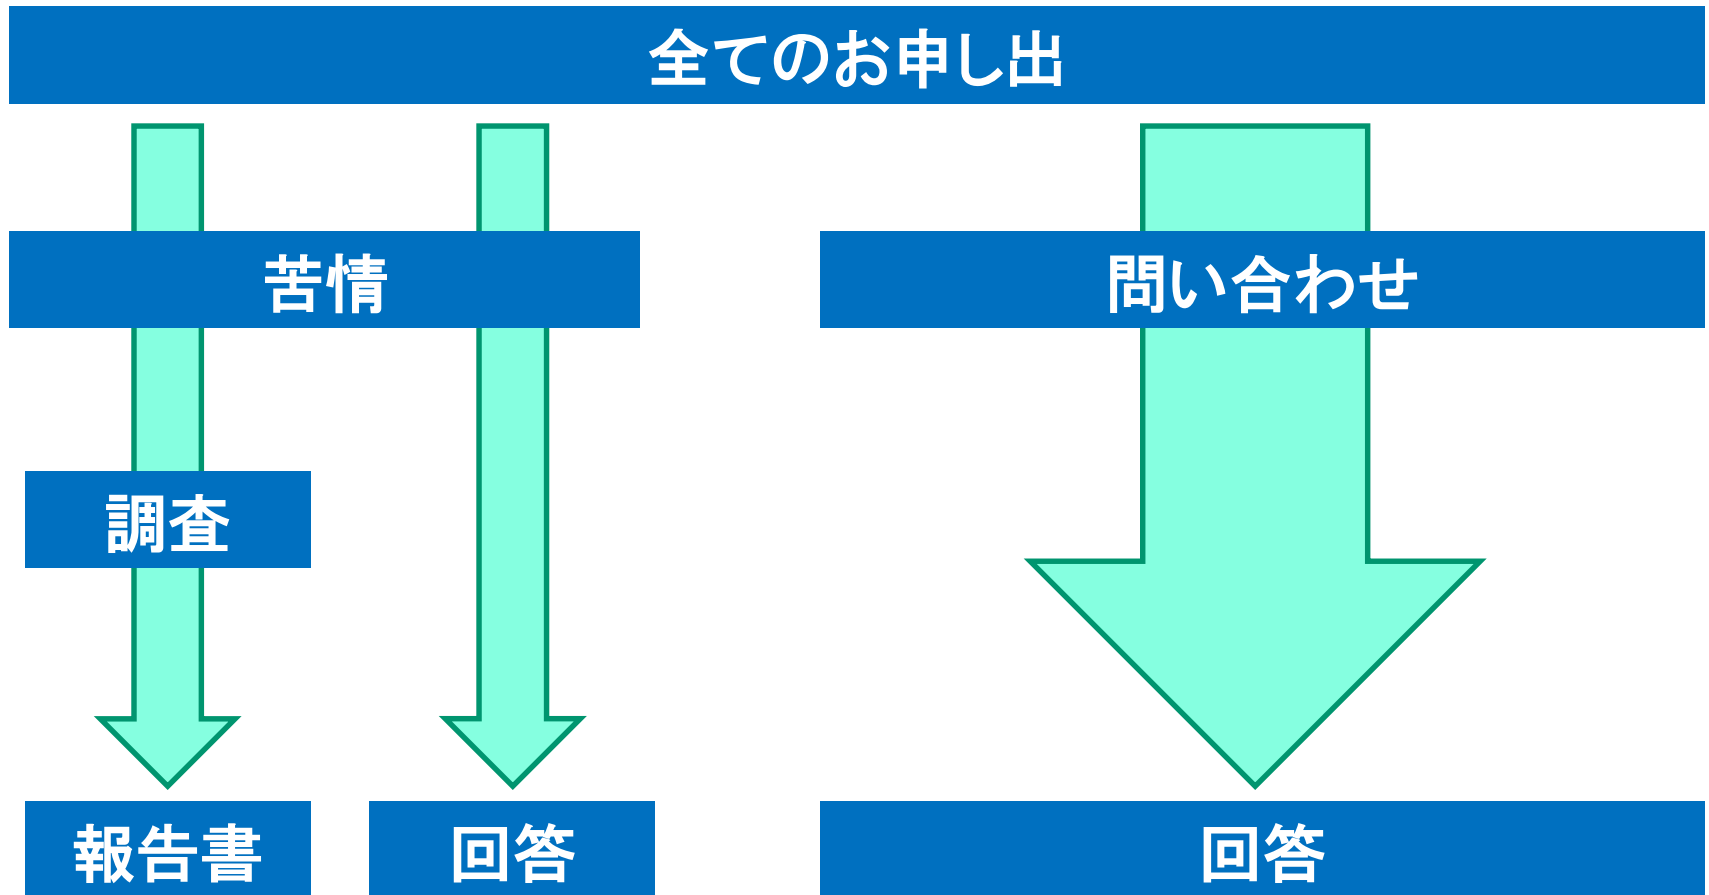 全てのお申し出
苦情
問い合わせ
調査
報告書
回答
回答